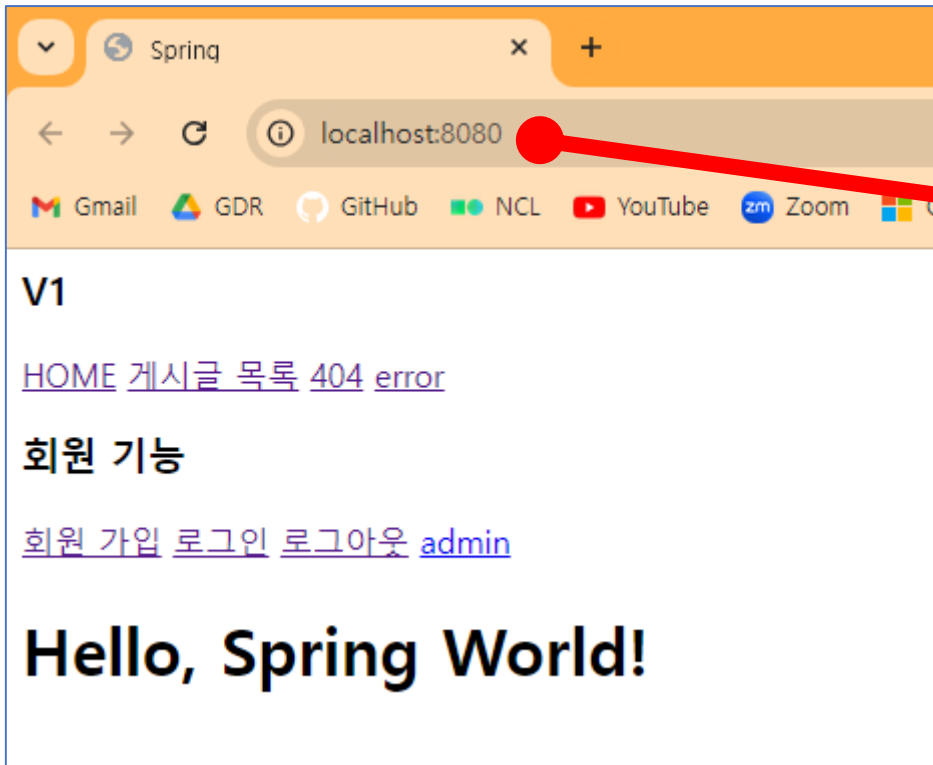 Spring
localhost:8080
Gmail GDR GitHub NCL YouTube zm Zoom
V1
HOME 게시글 목록 404 error
회원 기능
회원 가입 로그인 로그아웃 admin
Hello, Spring World!